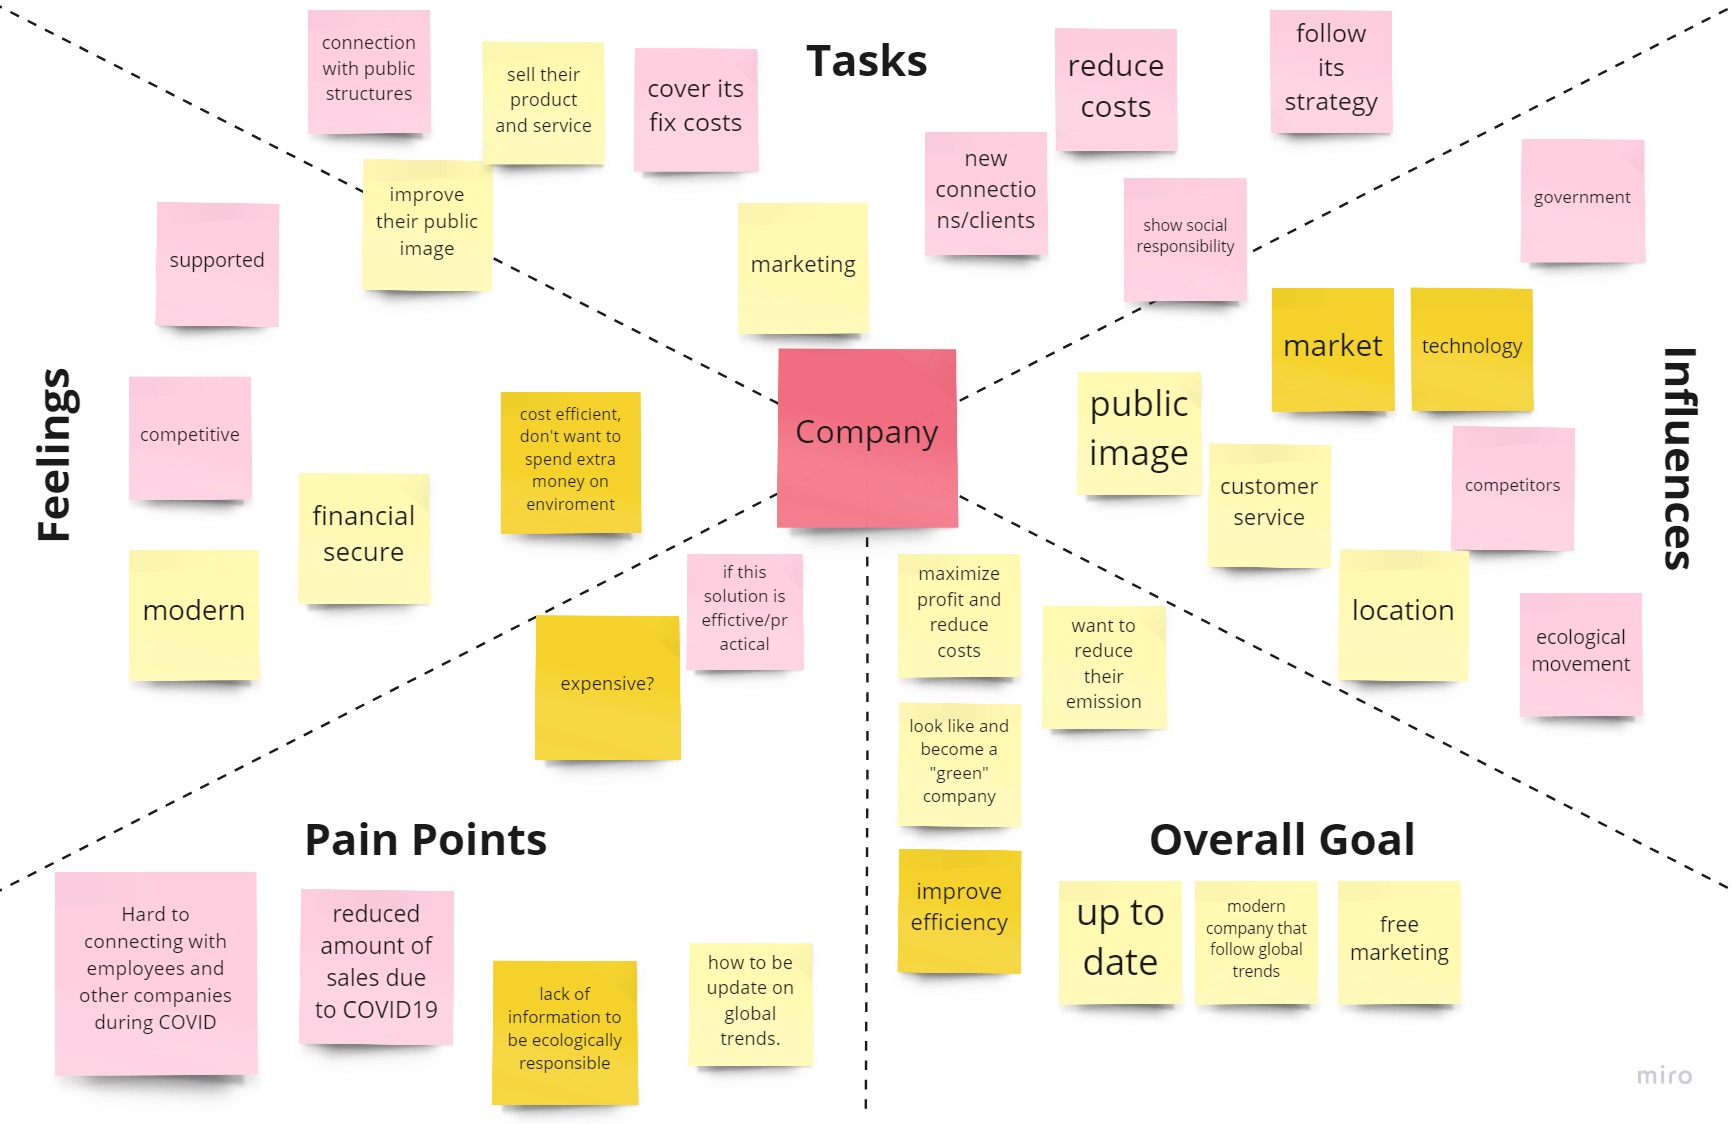 Tasks
connection
with public
structures
sell their
product
and service
cover its
fix costs
reduce
costs
follow
its
strategy
improve
their public
image
marketing
new
connectio
ns/clients
show social
responsibility
Feelings
supported
competitive
financial
secure
modern
cost efficient,
don't want to
spend extra
money on
enviroment
Company
Influences
government
market
technology
public
image
customer
service
competitors
location
ecological
movement
Pain Points
if this
solution is
effictive/pr
actical
expensive?
Hard to
connecting with
employees and
other companies
during COVID
reduced
amount of
sales due
to COVID19
lack of
information to
be ecologically
responsible
how to be
update on
global
trends.
Overall Goal
maximize
profit and
reduce
costs
want to
reduce
their
emission
look like and
become a
"green"
company
improve
efficiency
up to
date
modern
company that
follow global
trends
free
marketing
miro